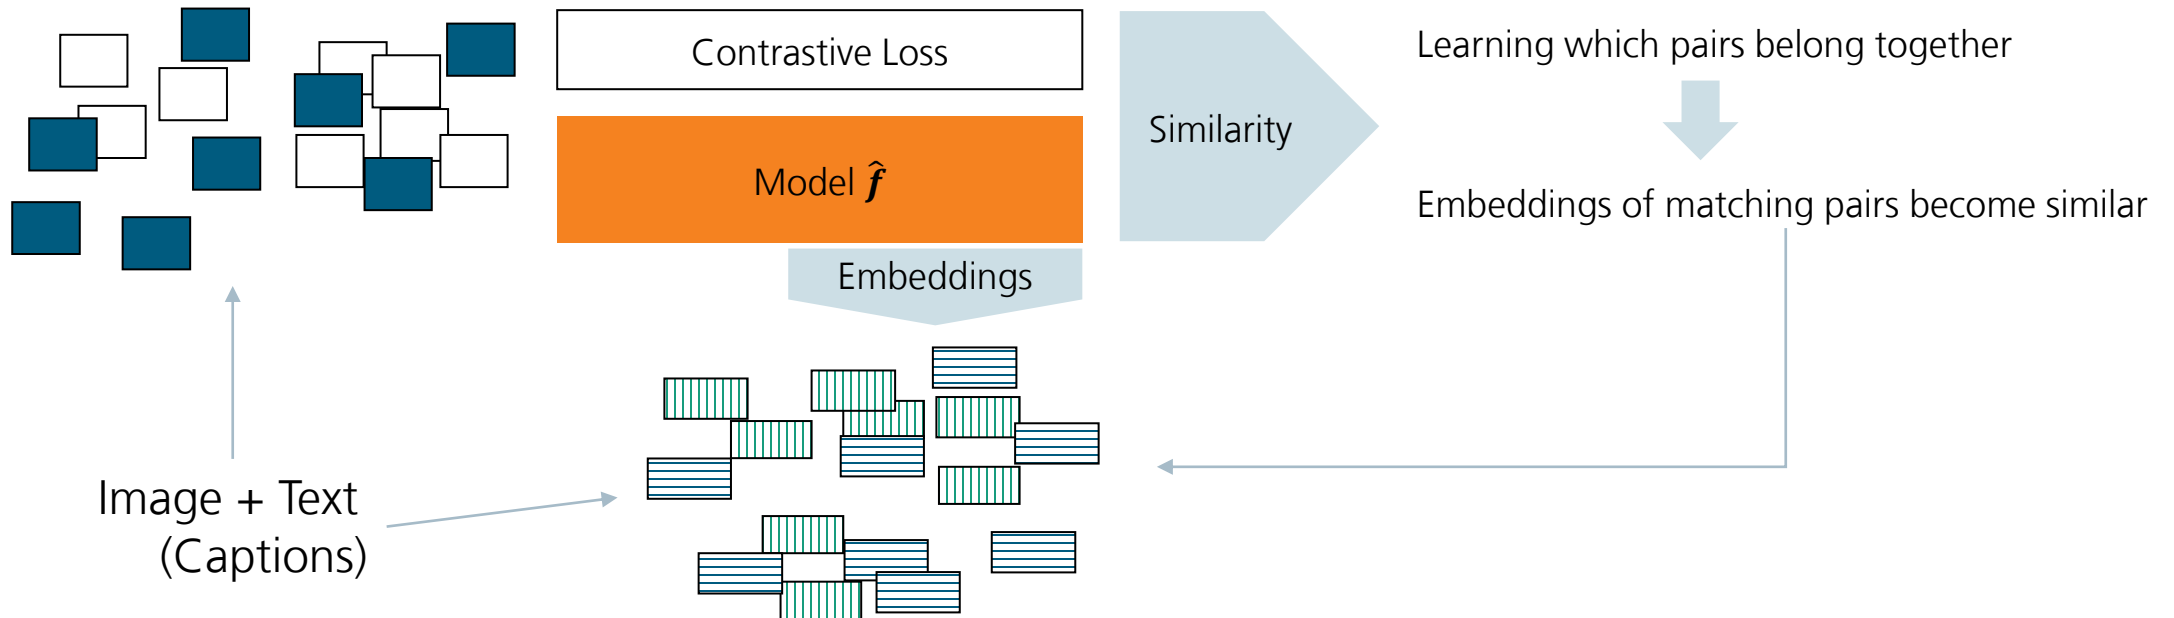 Contrastive Loss
Model f̂
Embeddings
Similarity
Learning which pairs belong together
Embeddings of matching pairs become similar
Image + Text
(Captions)